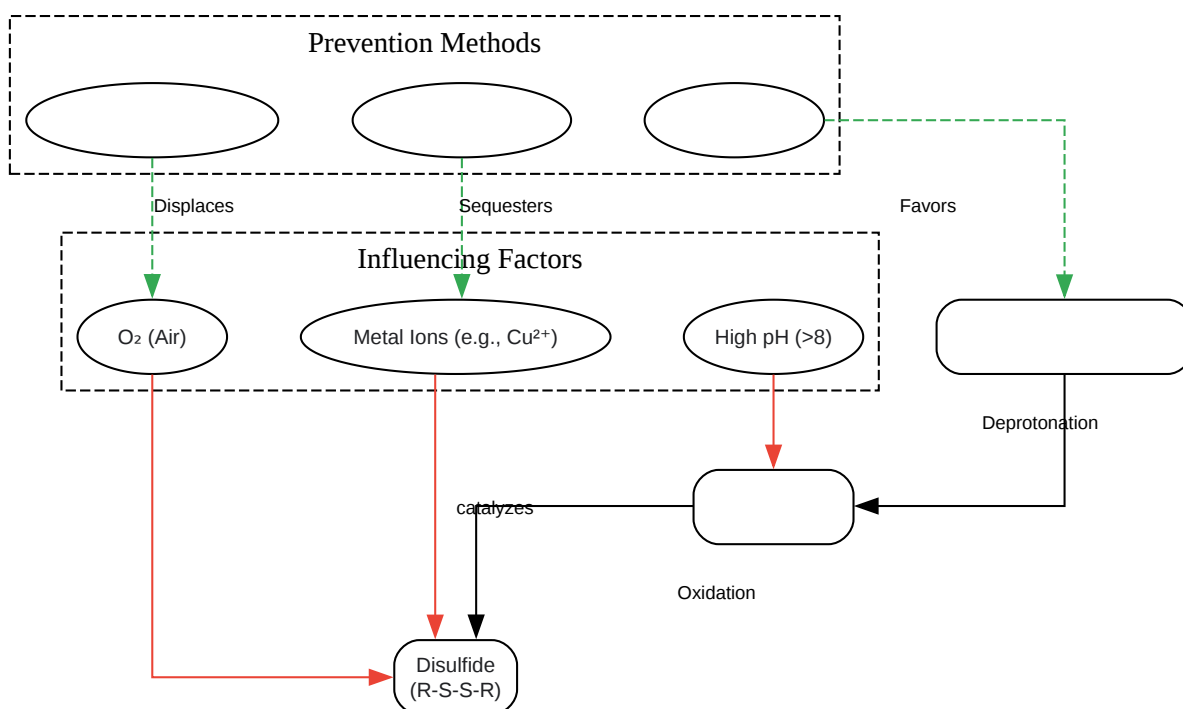 Prevention Methods
Displaces
Sequesters
Favors
Influencing Factors
O₂ (Air)
Metal Ions (e.g., Cu²⁺)
High pH (>8)
Deprotonation
catalyzes
Oxidation
Disulfide
(R-S-S-R)